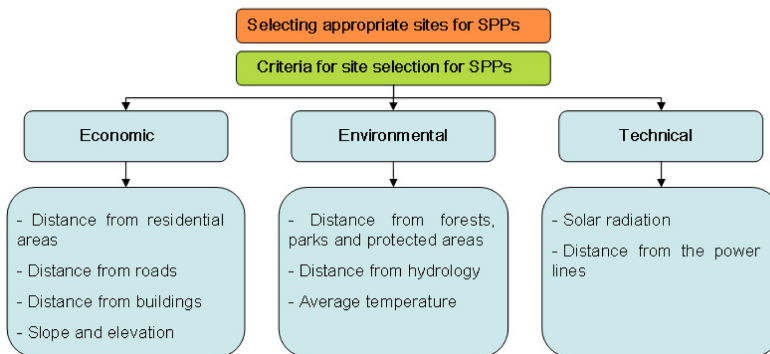 Selecting appropriate sites for SPPs
Criteria for site selection for SPPs
Economic
Environmental
Technical
- Distance from residential
areas
- Distance from roads
- Distance from buildings
- Slope and elevation
- Distance from forests,
parks and protected areas
- Distance from hydrology
- Average temperature
- Solar radiation
- Distance from the power
lines